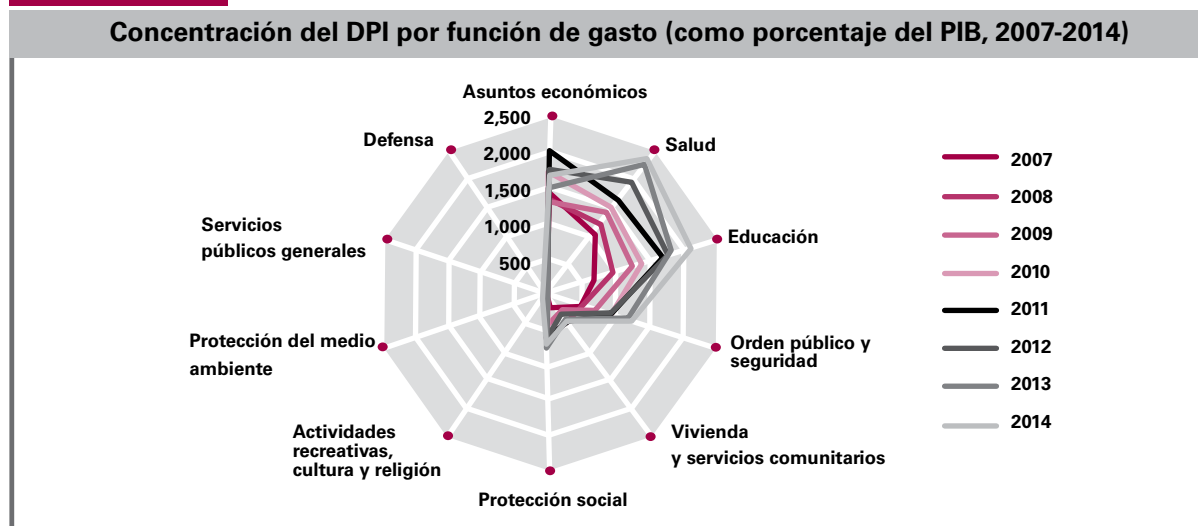 Concentración del DPI por función de gasto (como porcentaje del PIB, 2007-2014)
Asuntos económicos
2,500
2,000
1,500
1,000
500
Salud
Educación
Orden público y
seguridad
Vivienda
y servicios comunitarios
Protección social
Actividades
recreativas,
cultura y religión
Protección del medio
ambiente
Servicios
públicos generales
Defensa
2007
2008
2009
2010
2011
2012
2013
2014